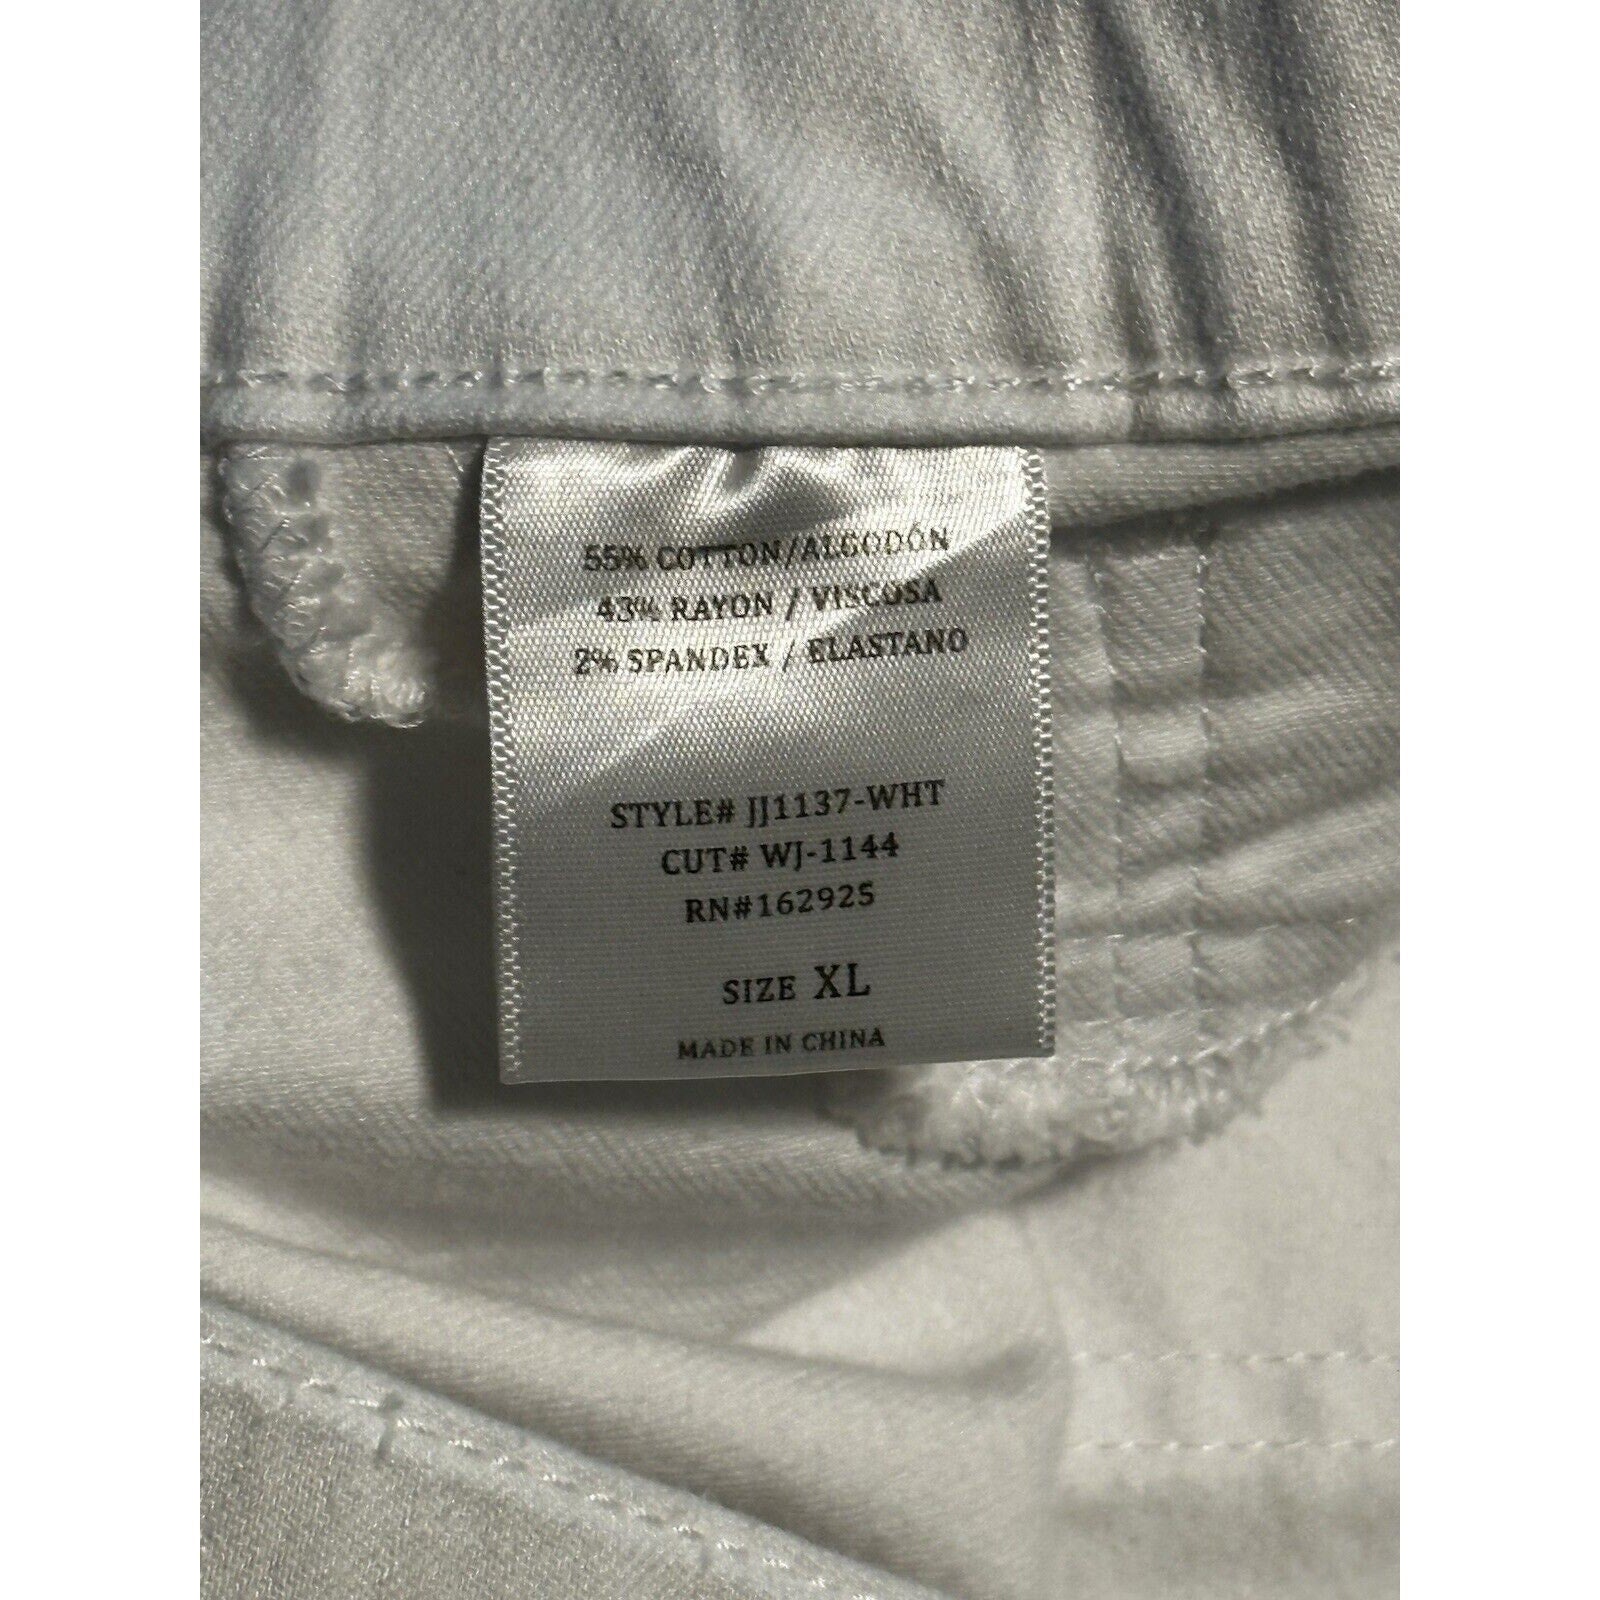 55% COTTON/ALGODÓN
43% RAYON / VISCOSA
2% SPANDEX / ELASTANO
STYLE# JJ1137-WHT
CUT# WJ-1144
RN#162925
SIZE XL
MADE IN CHINA